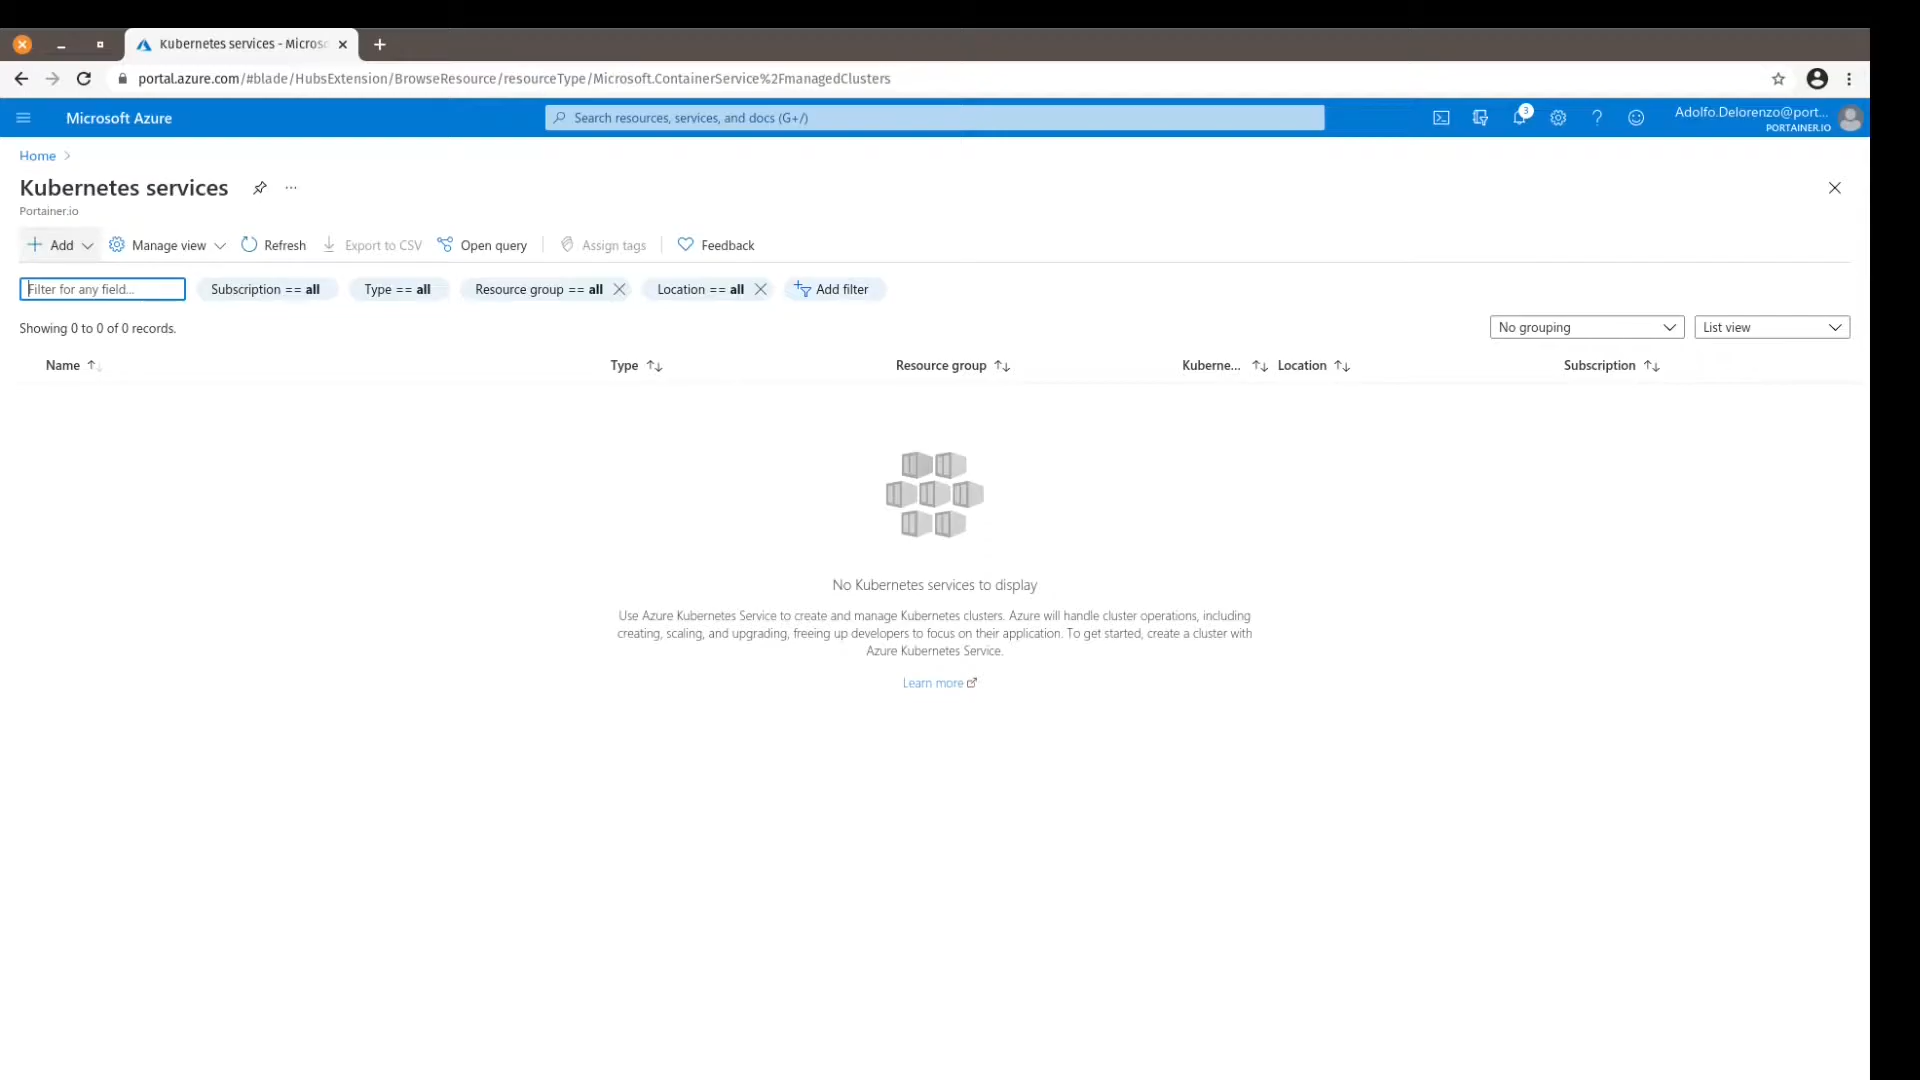 Kubernetes services - Micros
portal.azure.com/#blade/HubsExtension/BrowseResource/resourceType/Microsoft.ContainerService%2FmanagedClusters
Microsoft Azure
Search resources, services, and docs (G+/)
3
Adolfo.Delorenzo@port...
PORTAINER.IO
Home
Kubernetes services
Portainer.io
Add
Manage view
Refresh
Export to CSV
Open query
Assign tags
Feedback
Filter for any field...
Subscription == all
Type == all
Resource group == all
Location == all
Add filter
Showing 0 to 0 of 0 records.
No grouping
List view
Name
Type
Resource group
Kuberne...
Location
Subscription
No Kubernetes services to display
Use Azure Kubernetes Service to create and manage Kubernetes clusters. Azure will handle cluster operations, including
creating, scaling, and upgrading, freeing up developers to focus on their application. To get started, create a cluster with
Azure Kubernetes Service.
Learn more